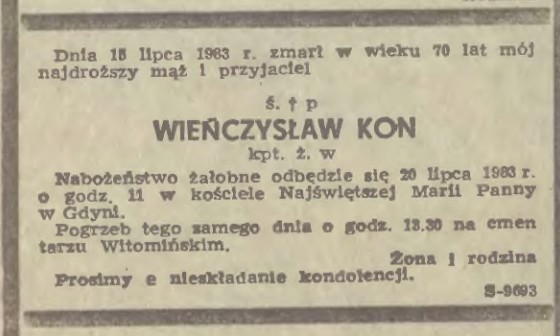 Dnia 15 lipca 1983 r. zmarł w wieku 70 lat mój
najdroższy mąż i przyjaciel
ś. † p
WIEŃCZYSŁAW KON
kpt. ż. w
Nabożeństwo żałobne odbędzie się 20 lipca 1983 r.
o godz. 11 w kościele Najświętszej Marii Panny
w Gdyni.
Pogrzeb tego samego dnia o godz. 13.30 na cmen
tarzu Witomińskim.
Żona i rodzina
Prosimy e nieskładanie kondolencji.
S-9693